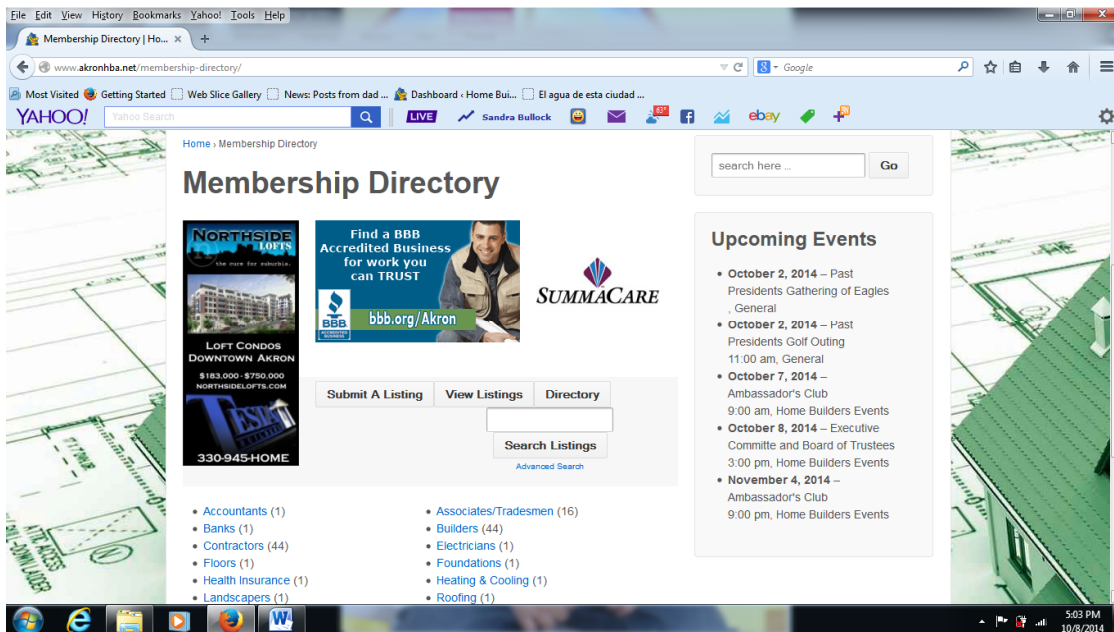 File Edit View History Bookmarks Yahoo! Tools Help
Membership Directory | Ho...
www.akronhba.net/membership-directory/
Google
Most Visited Getting Started Web Slice Gallery News: Posts from dad ... Dashboard ‹ Home Bui... El agua de esta ciudad ...
YAHOO! Yahoo Search LIVE Sandra Bullock 63° ebay
Home › Membership Directory
Membership Directory
NORTHSIDE
LOFTS
the cure for suburbia.
LOFT CONDOS
DOWNTOWN AKRON
$183,000 - $750,000
NORTHSIDELOFTS.COM
TESTA
330-945-HOME
Find a BBB
Accredited Business
for work you
can TRUST
BBB
ACCREDITED
BUSINESS
bbb.org/Akron
SUMMACARE
Submit A Listing View Listings Directory
Search Listings
Advanced Search
Accountants (1)
Banks (1)
Contractors (44)
Floors (1)
Health Insurance (1)
Landscapers (1)
Associates/Tradesmen (16)
Builders (44)
Electricians (1)
Foundations (1)
Heating & Cooling (1)
Roofing (1)
search here ... Go
Upcoming Events
October 2, 2014 – Past
Presidents Gathering of Eagles
, General
October 2, 2014 – Past
Presidents Golf Outing
11:00 am, General
October 7, 2014 –
Ambassador's Club
9:00 am, Home Builders Events
October 8, 2014 – Executive
Committe and Board of Trustees
3:00 pm, Home Builders Events
November 4, 2014 –
Ambassador's Club
9:00 pm, Home Builders Events
5:03 PM
10/8/2014